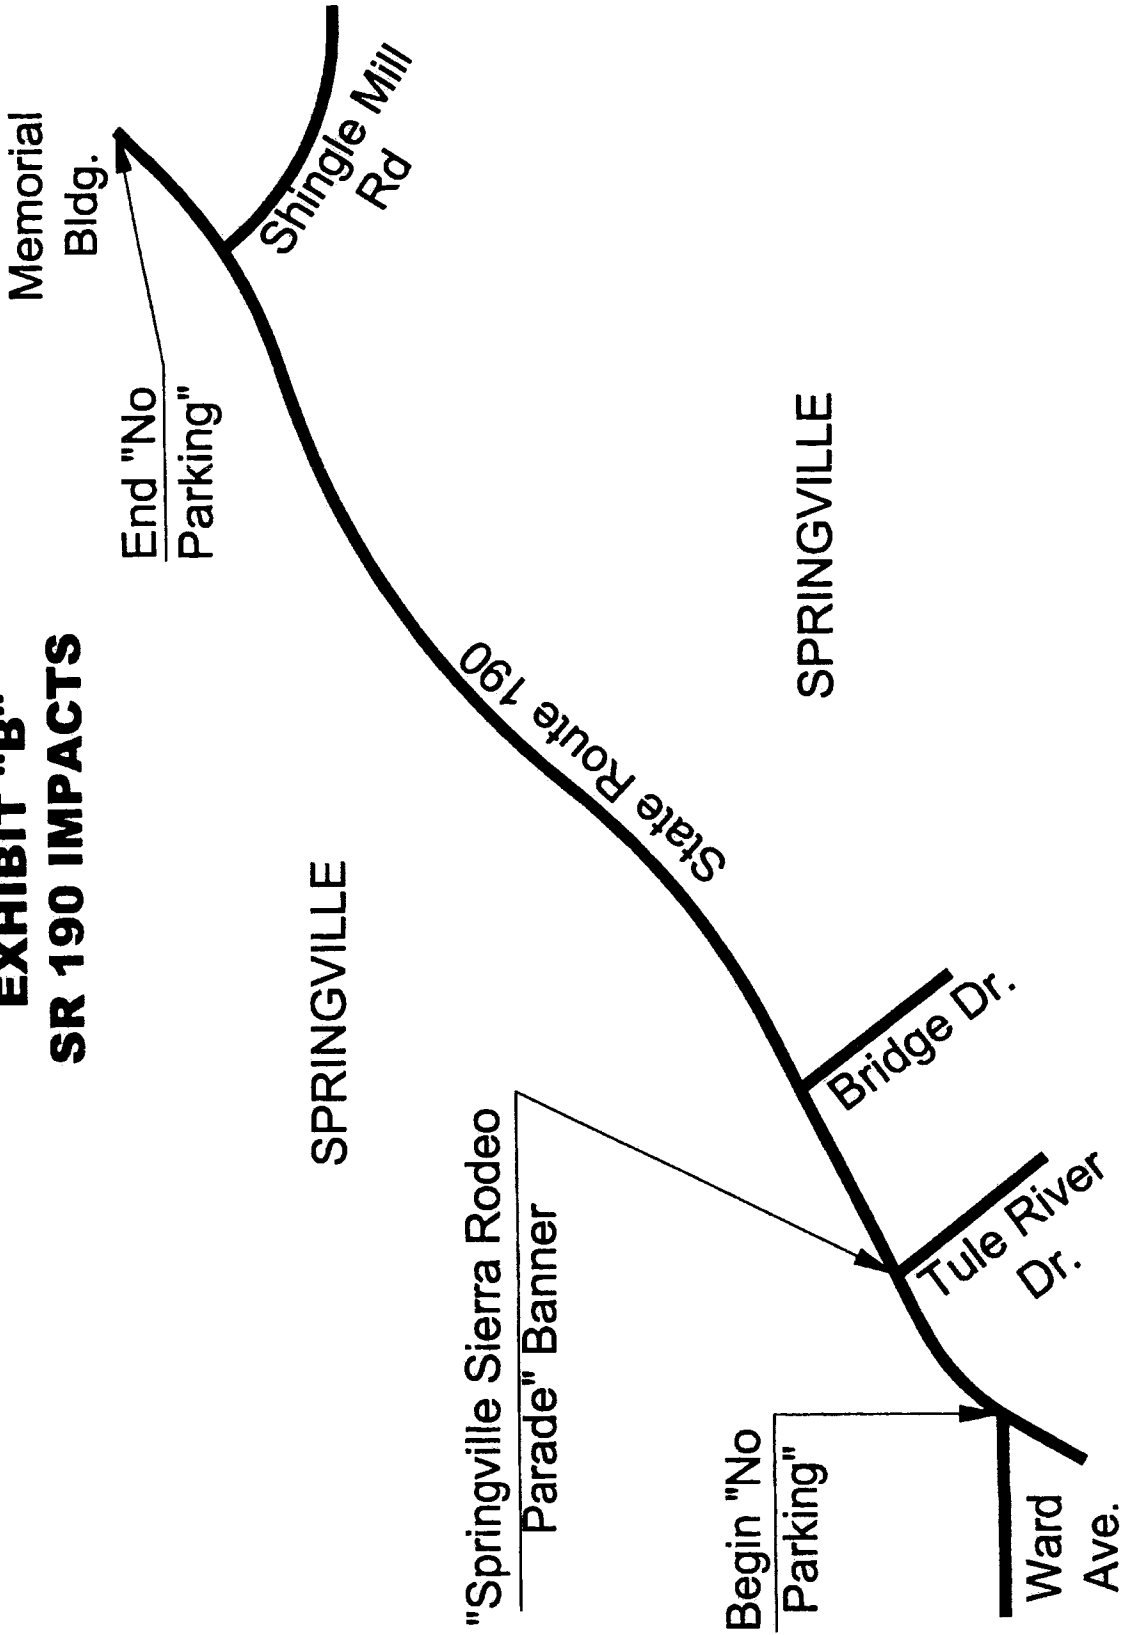 EXHIBIT "B"
SR 190 IMPACTS
Memorial
Bldg.
End "No
Parking"
Shingle Mill
Rd
SPRINGVILLE
State Route 190
SPRINGVILLE
"Springville Sierra Rodeo
Parade" Banner
Bridge Dr.
Tule River
Dr.
Begin "No
Parking"
Ward
Ave.